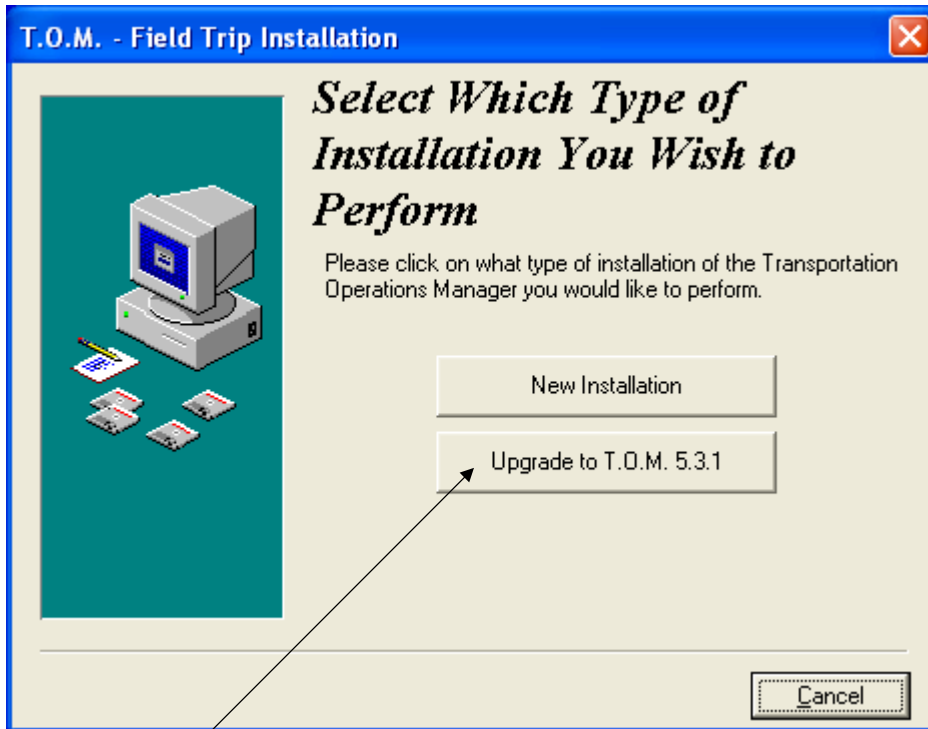 T.O.M. - Field Trip Installation
Select Which Type of
Installation You Wish to
Perform
Please click on what type of installation of the Transportation
Operations Manager you would like to perform.
New Installation
Upgrade to T.O.M. 5.3.1
Cancel